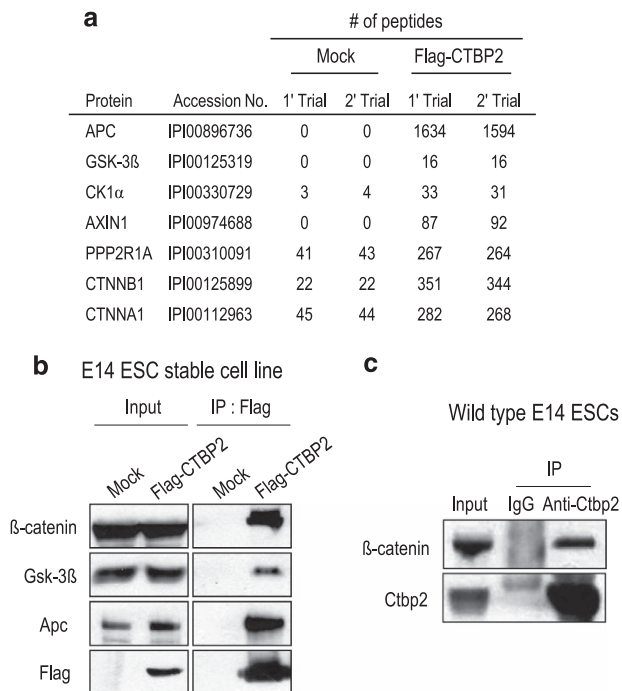 a
# of peptides
Mock Flag-CTBP2
Protein Accession No. 1' Trial 2' Trial 1' Trial 2' Trial
APC IPI00896736 0 0 1634 1594
GSK-3ß IPI00125319 0 0 16 16
CK1α IPI00330729 3 4 33 31
AXIN1 IPI00974688 0 0 87 92
PPP2R1A IPI00310091 41 43 267 264
CTNNB1 IPI00125899 22 22 351 344
CTNNA1 IPI00112963 45 44 282 268
b E14 ESC stable cell line
Input IP : Flag
Mock Flag-CTBP2 Mock Flag-CTBP2
ß-catenin
Gsk-3ß
Apc
Flag
c
Wild type E14 ESCs
IP
Input IgG Anti-Ctbp2
ß-catenin
Ctbp2